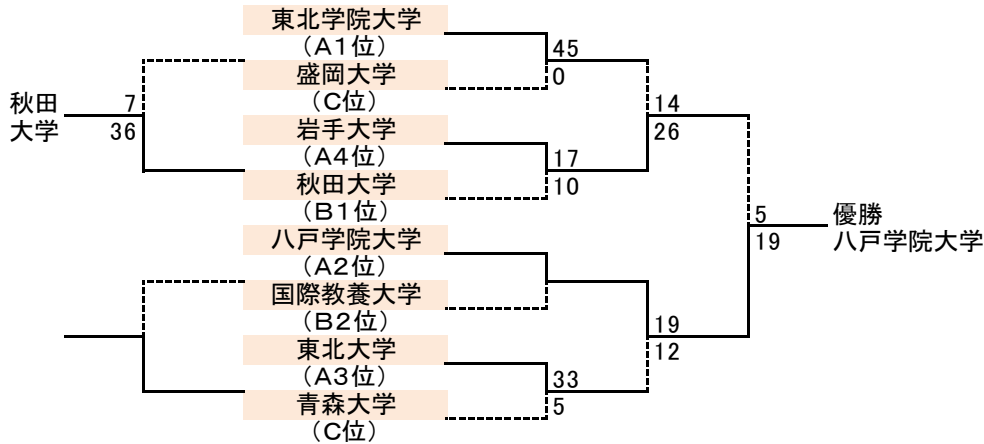 東北学院大学
（A１位）
盛岡大学
（C位）
岩手大学
（A４位）
秋田大学
（B１位）
八戸学院大学
（A２位）
国際教養大学
（B２位）
東北大学
（A３位）
青森大学
（C位）
秋田
大学
7
36
45
0
17
10
33
5
14
26
19
12
5
19
優勝
八戸学院大学